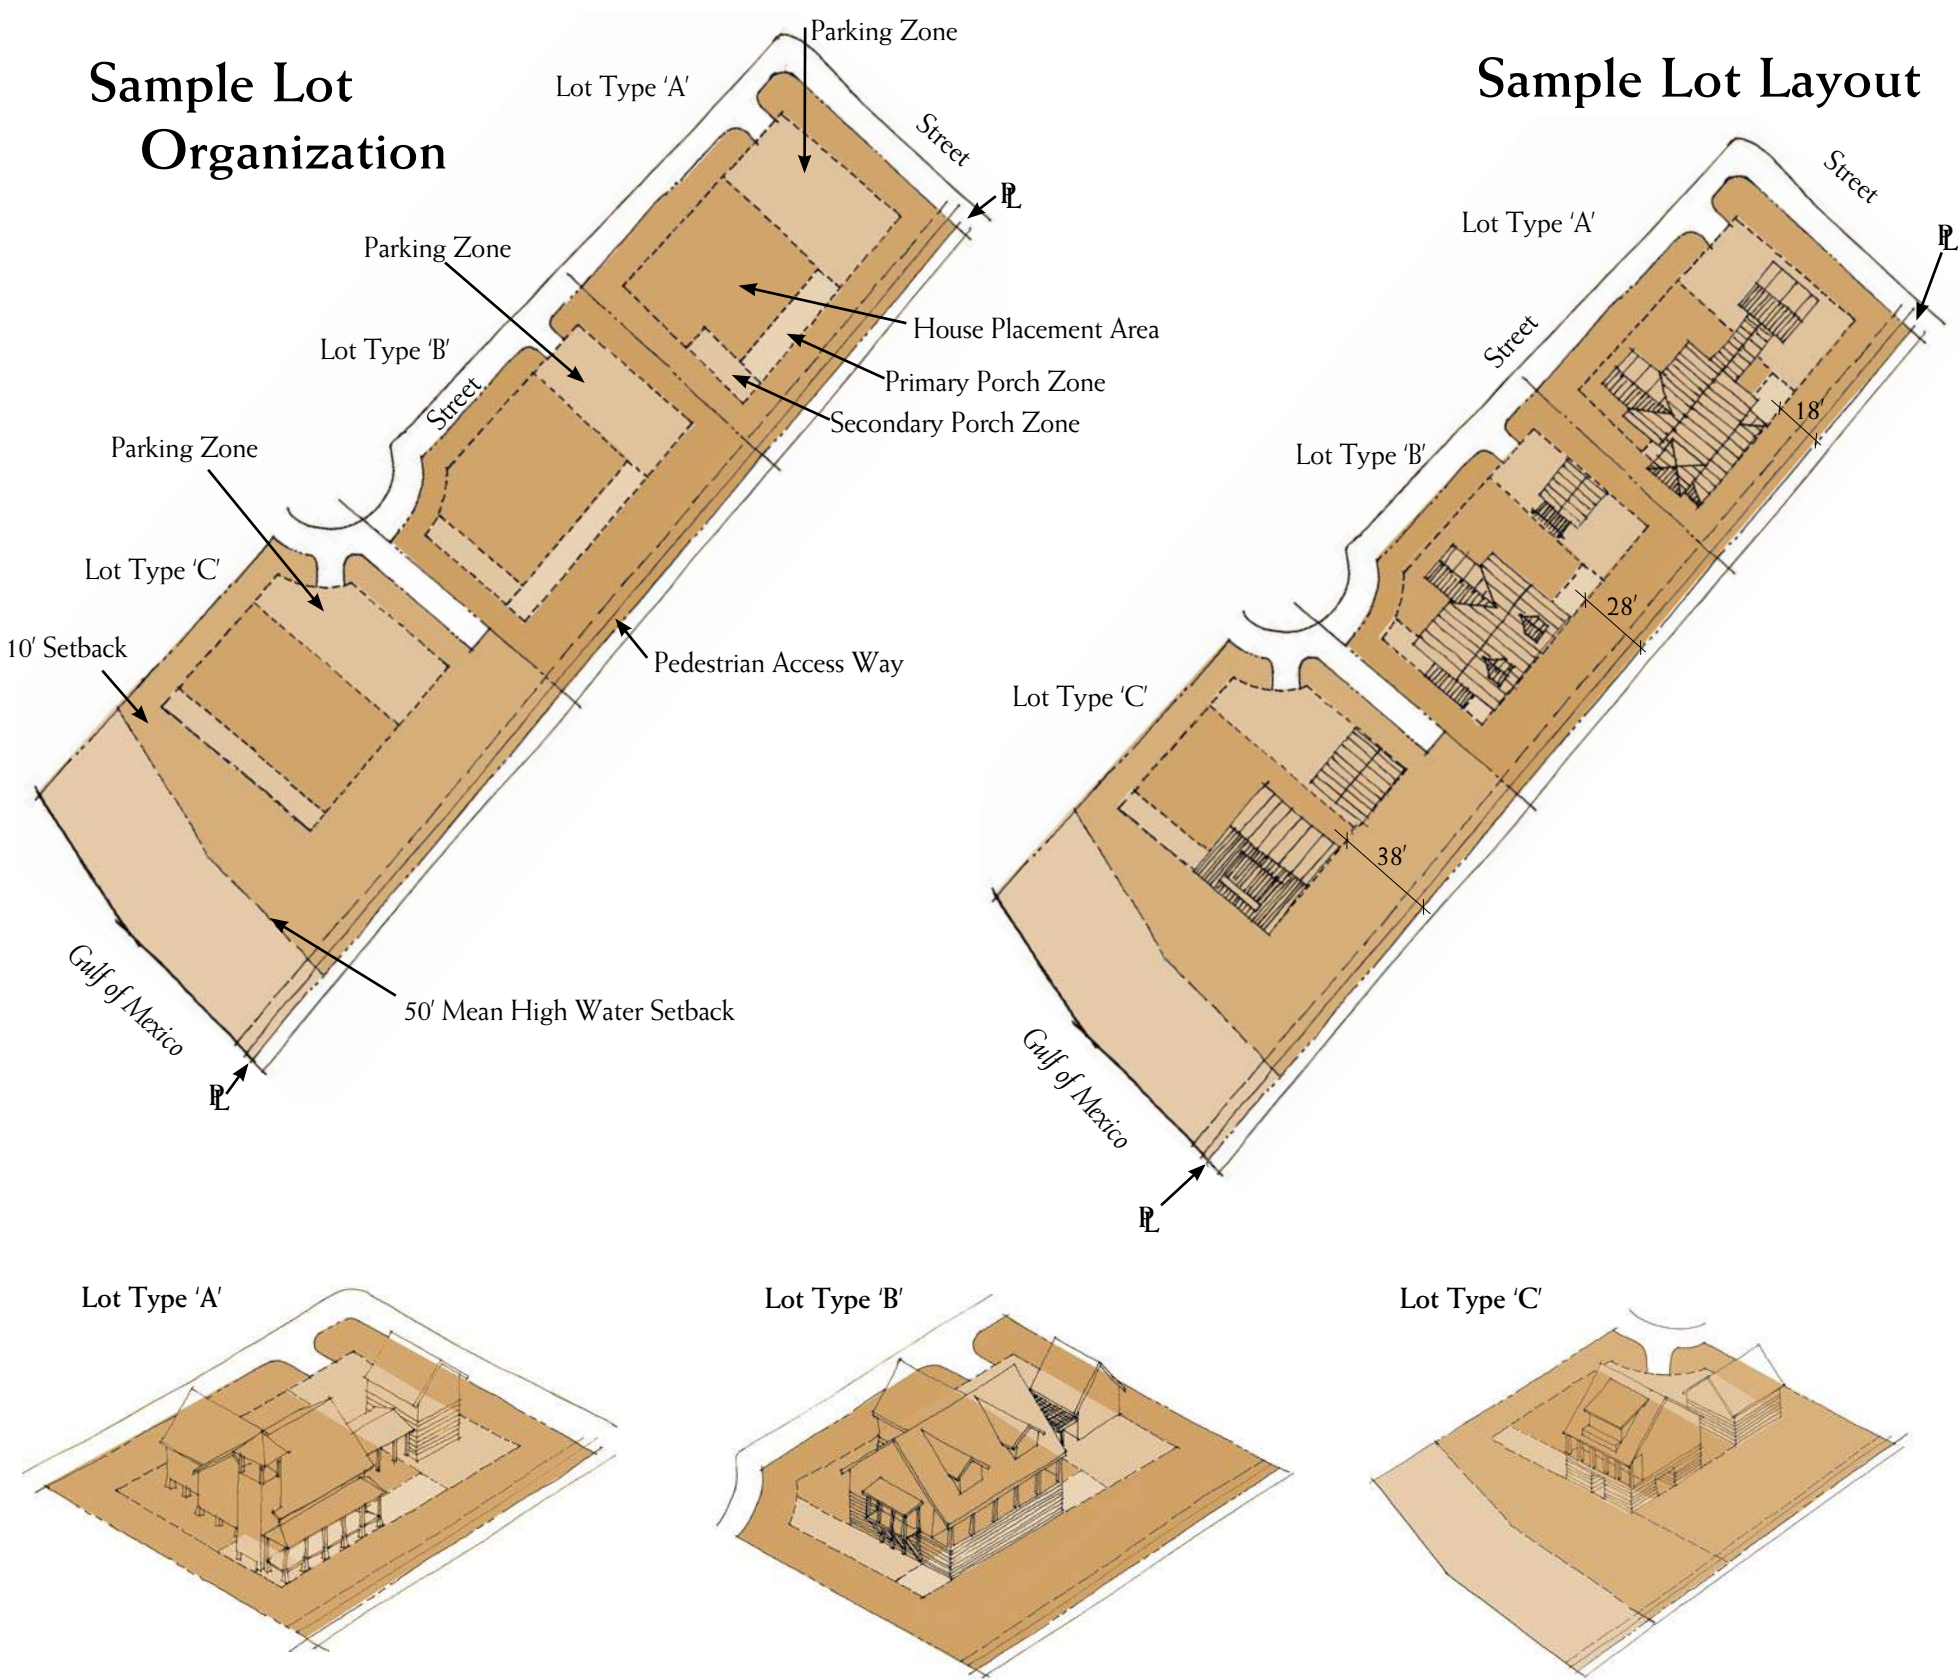 Sample Lot
Organization
Parking Zone
Lot Type ‘A’
Street
PL
Parking Zone
House Placement Area
Lot Type ‘B’
Primary Porch Zone
Street
Secondary Porch Zone
Parking Zone
Lot Type ‘C’
10' Setback
Pedestrian Access Way
50' Mean High Water Setback
Gulf of Mexico
PL
Sample Lot Layout
Street
Lot Type ‘A’
PL
Street
18'
Lot Type ‘B’
28'
Lot Type ‘C’
38'
Gulf of Mexico
PL
Lot Type ‘A’
Lot Type ‘B’
Lot Type ‘C’